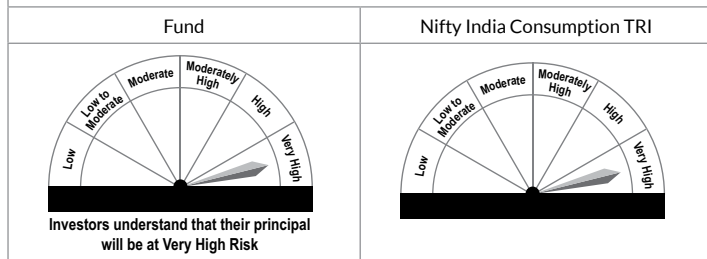 Fund
Nifty India Consumption TRI
Low
Low to
Moderate
Moderate
Moderately
High
High
Very High
Investors understand that their principal
will be at Very High Risk
Low
Low to
Moderate
Moderate
Moderately
High
High
Very High